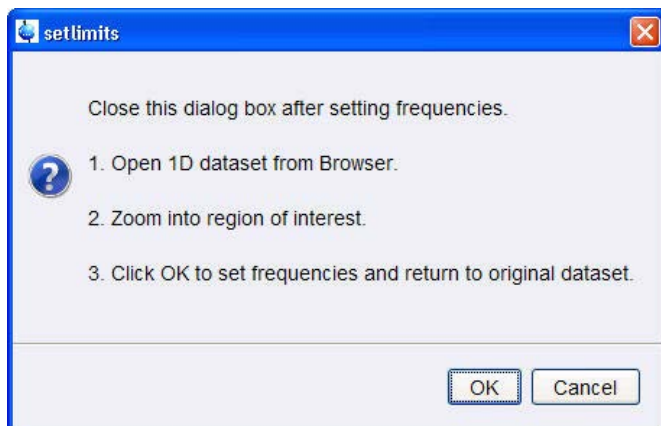 setlimits
Close this dialog box after setting frequencies.
1. Open 1D dataset from Browser.
2. Zoom into region of interest.
3. Click OK to set frequencies and return to original dataset.
OK Cancel